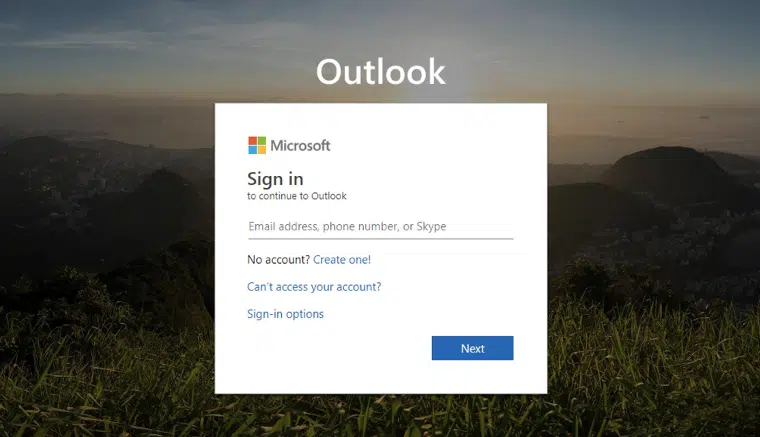 Outlook
Microsoft
Sign in
to continue to Outlook
Email address, phone number, or Skype
No account? Create one!
Can't access your account?
Sign-in options
Next